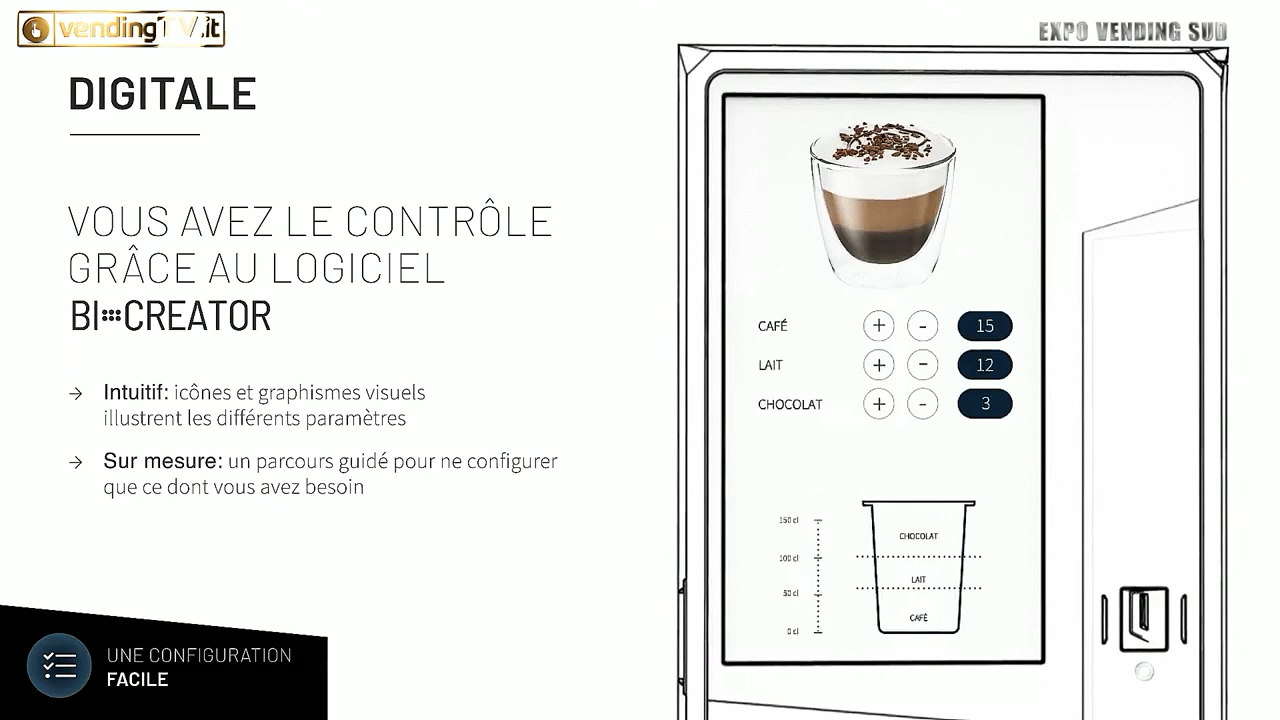 vendingTV.it
EXPO VENDING SUD
DIGITALE
VOUS AVEZ LE CONTRÔLE
GRÂCE AU LOGICIEL
BI CREATOR
→ Intuitif: icônes et graphismes visuels
illustrent les différents paramètres
→ Sur mesure: un parcours guidé pour ne configurer
que ce dont vous avez besoin
UNE CONFIGURATION
FACILE
CAFÉ + - 15
LAIT + - 12
CHOCOLAT + - 3
150 cl
100 cl
50 cl
0 cl
CHOCOLAT
LAIT
CAFÉ